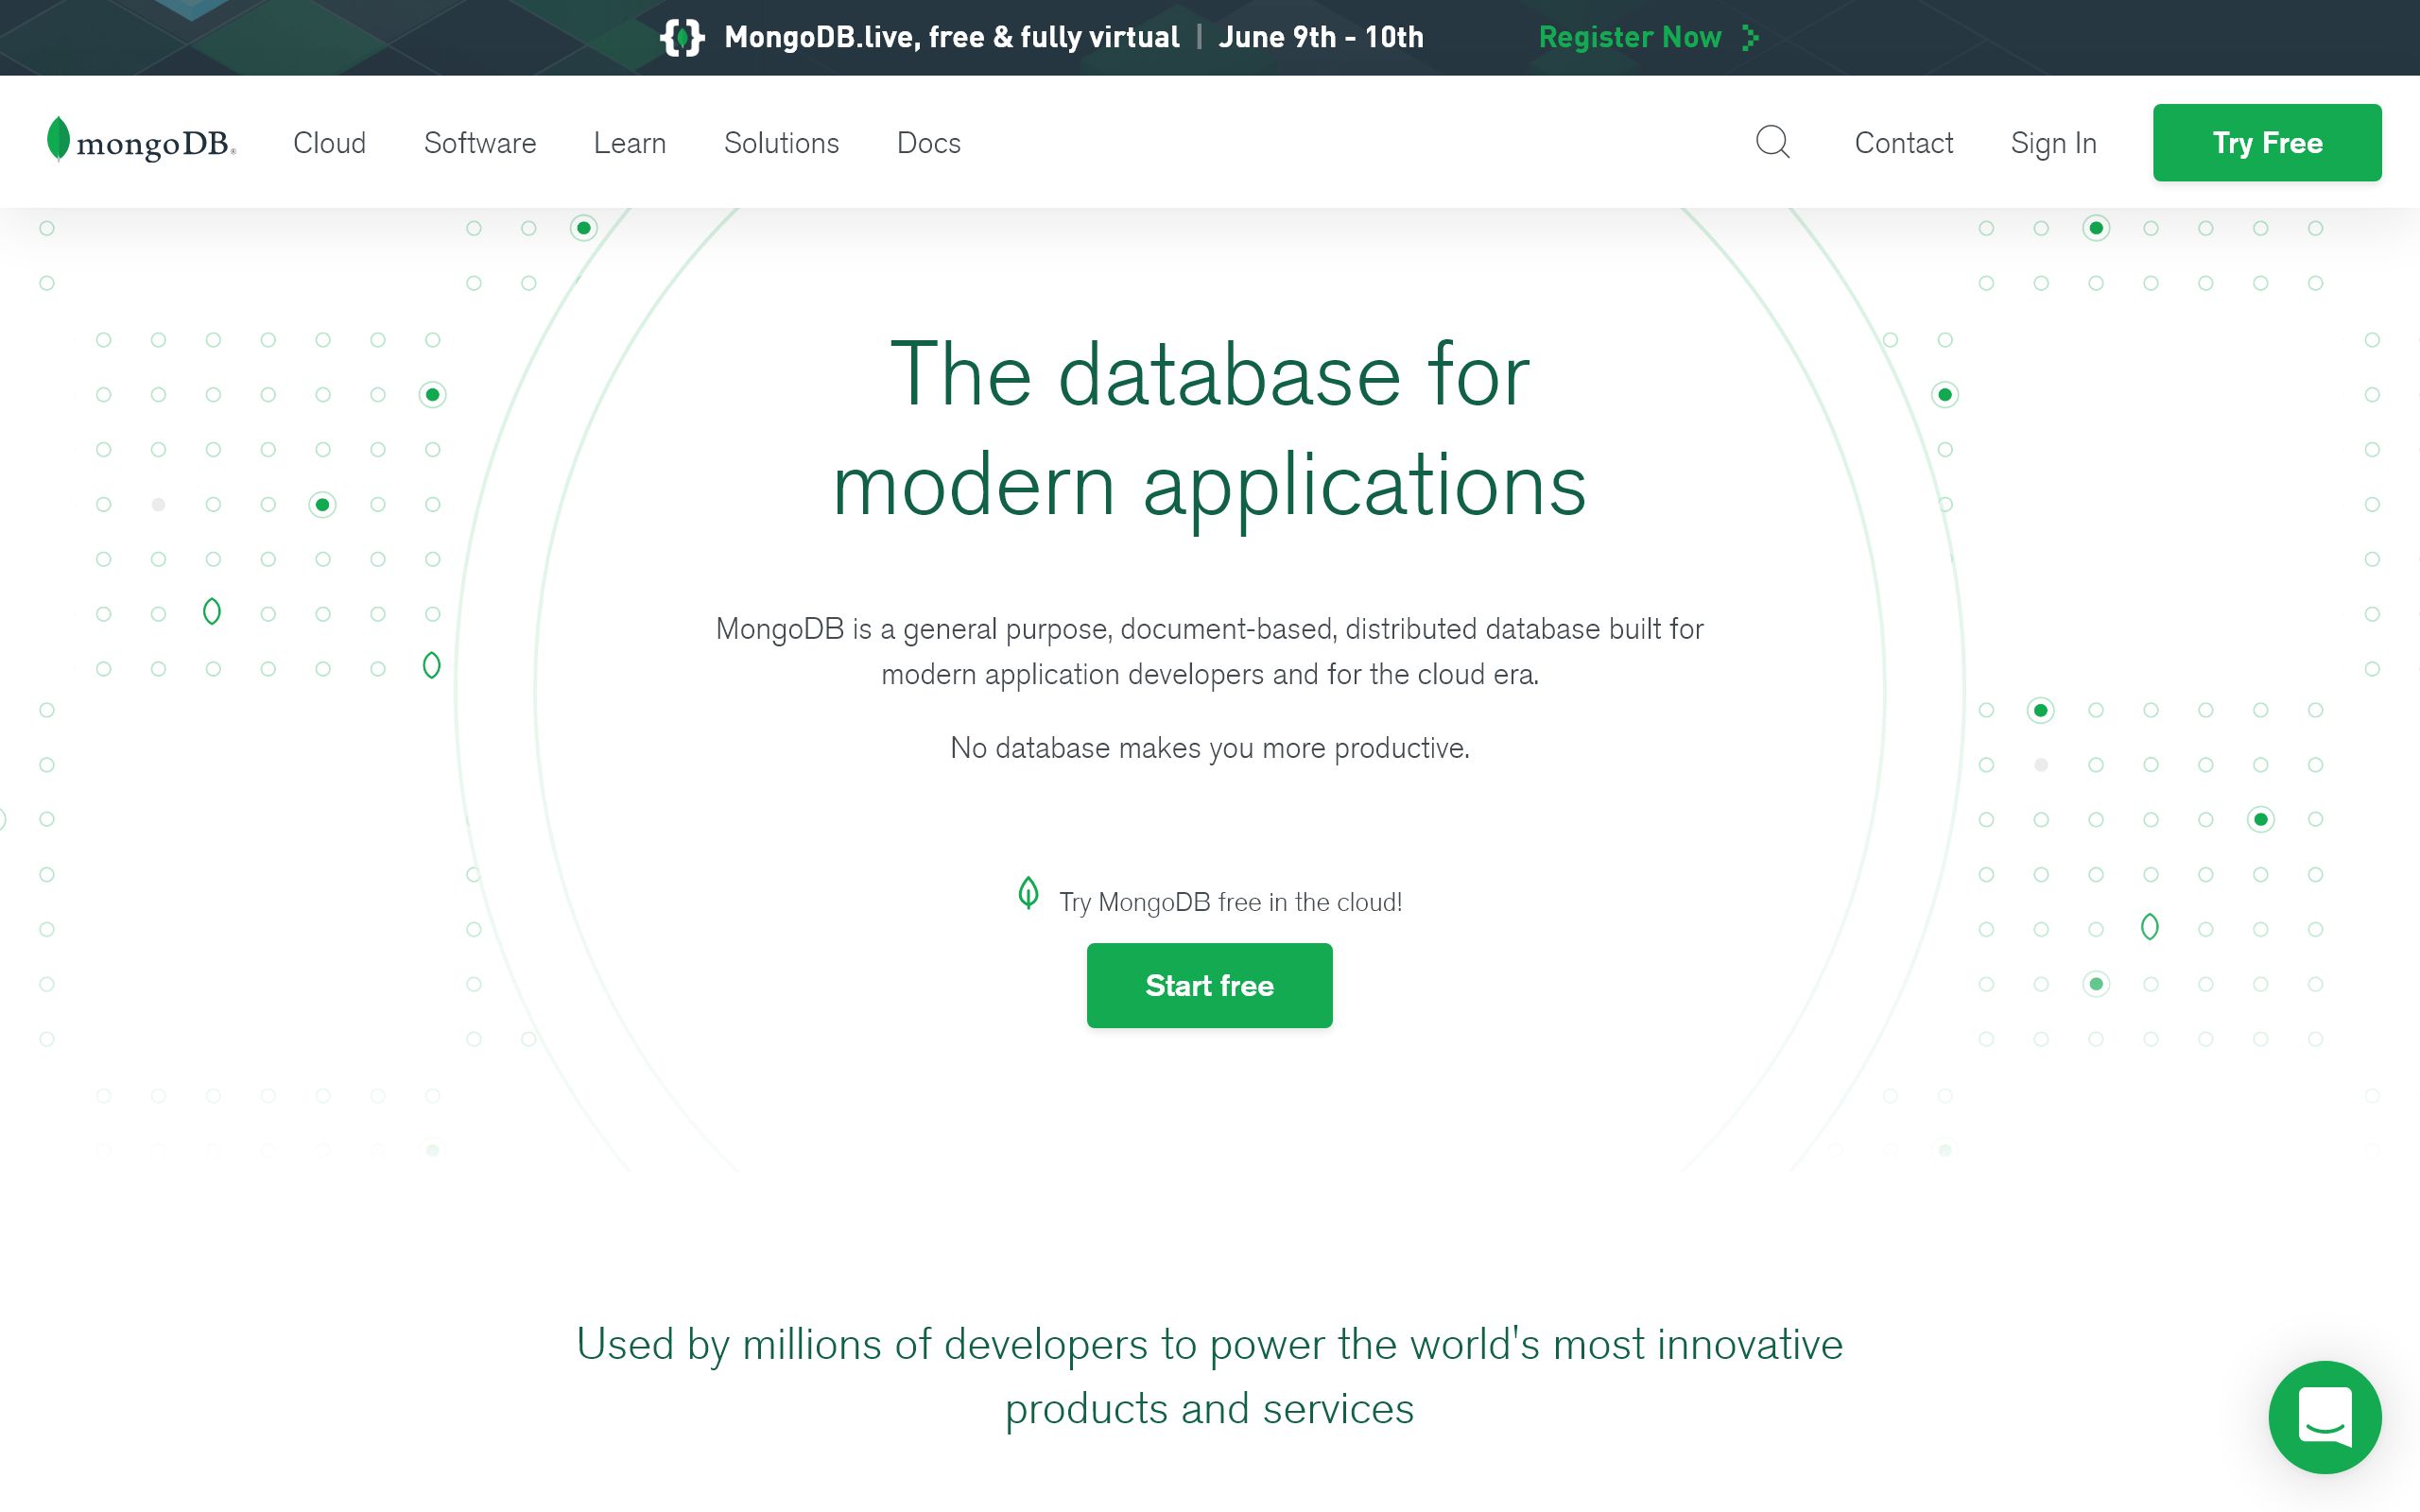 MongoDB.live, free & fully virtual | June 9th - 10th Register Now
mongoDB® Cloud Software Learn Solutions Docs Contact Sign In Try Free
The database for
modern applications
MongoDB is a general purpose, document-based, distributed database built for
modern application developers and for the cloud era.
No database makes you more productive.
Try MongoDB free in the cloud!
Start free
Used by millions of developers to power the world's most innovative
products and services